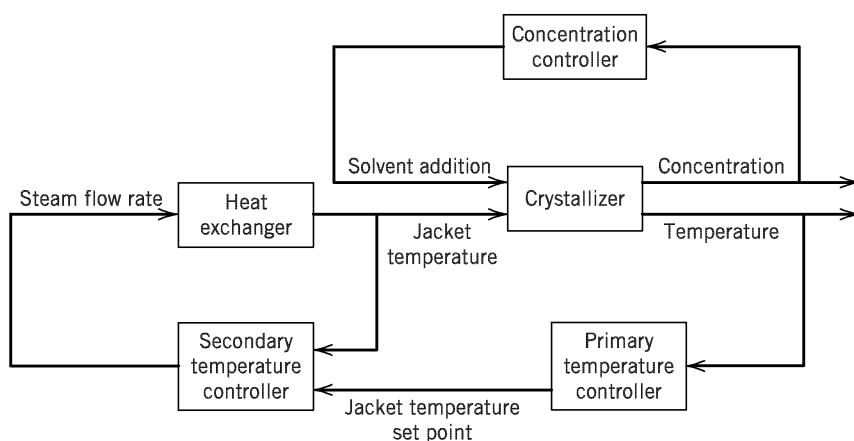 Concentration
controller
Solvent addition
Concentration
Steam flow rate
Heat
exchanger
Crystallizer
Jacket
temperature
Temperature
Secondary
temperature
controller
Primary
temperature
controller
Jacket temperature
set point